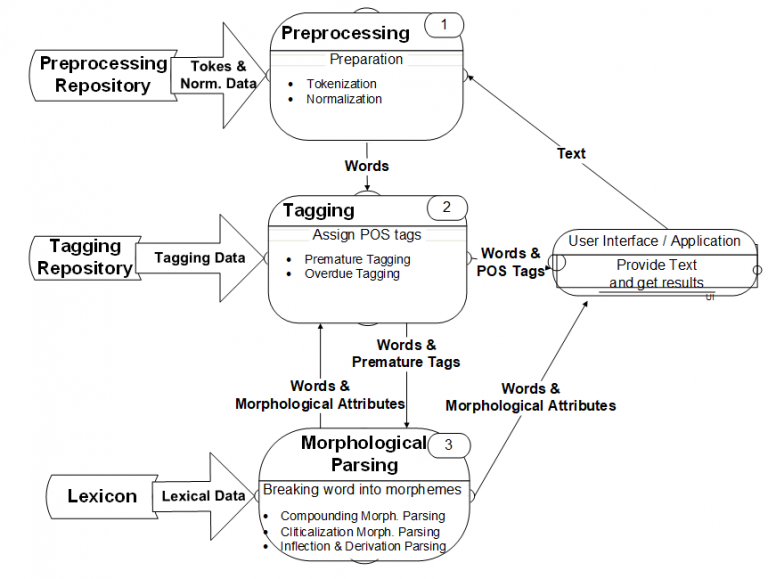 Preprocessing
Repository
Tokes &
Norm. Data
Preprocessing
1
Preparation
• Tokenization
• Normalization
Words
Text
Tagging
Repository
Tagging Data
Tagging
2
Assign POS tags
• Premature Tagging
• Overdue Tagging
Words &
POS Tags
User Interface / Application
Provide Text
and get results
UI
Words &
Premature Tags
Words &
Morphological Attributes
Words &
Morphological Attributes
Lexicon
Lexical Data
Morphological
Parsing
3
Breaking word into morphemes
• Compounding Morph. Parsing
• Cliticalization Morph. Parsing
• Inflection & Derivation Parsing